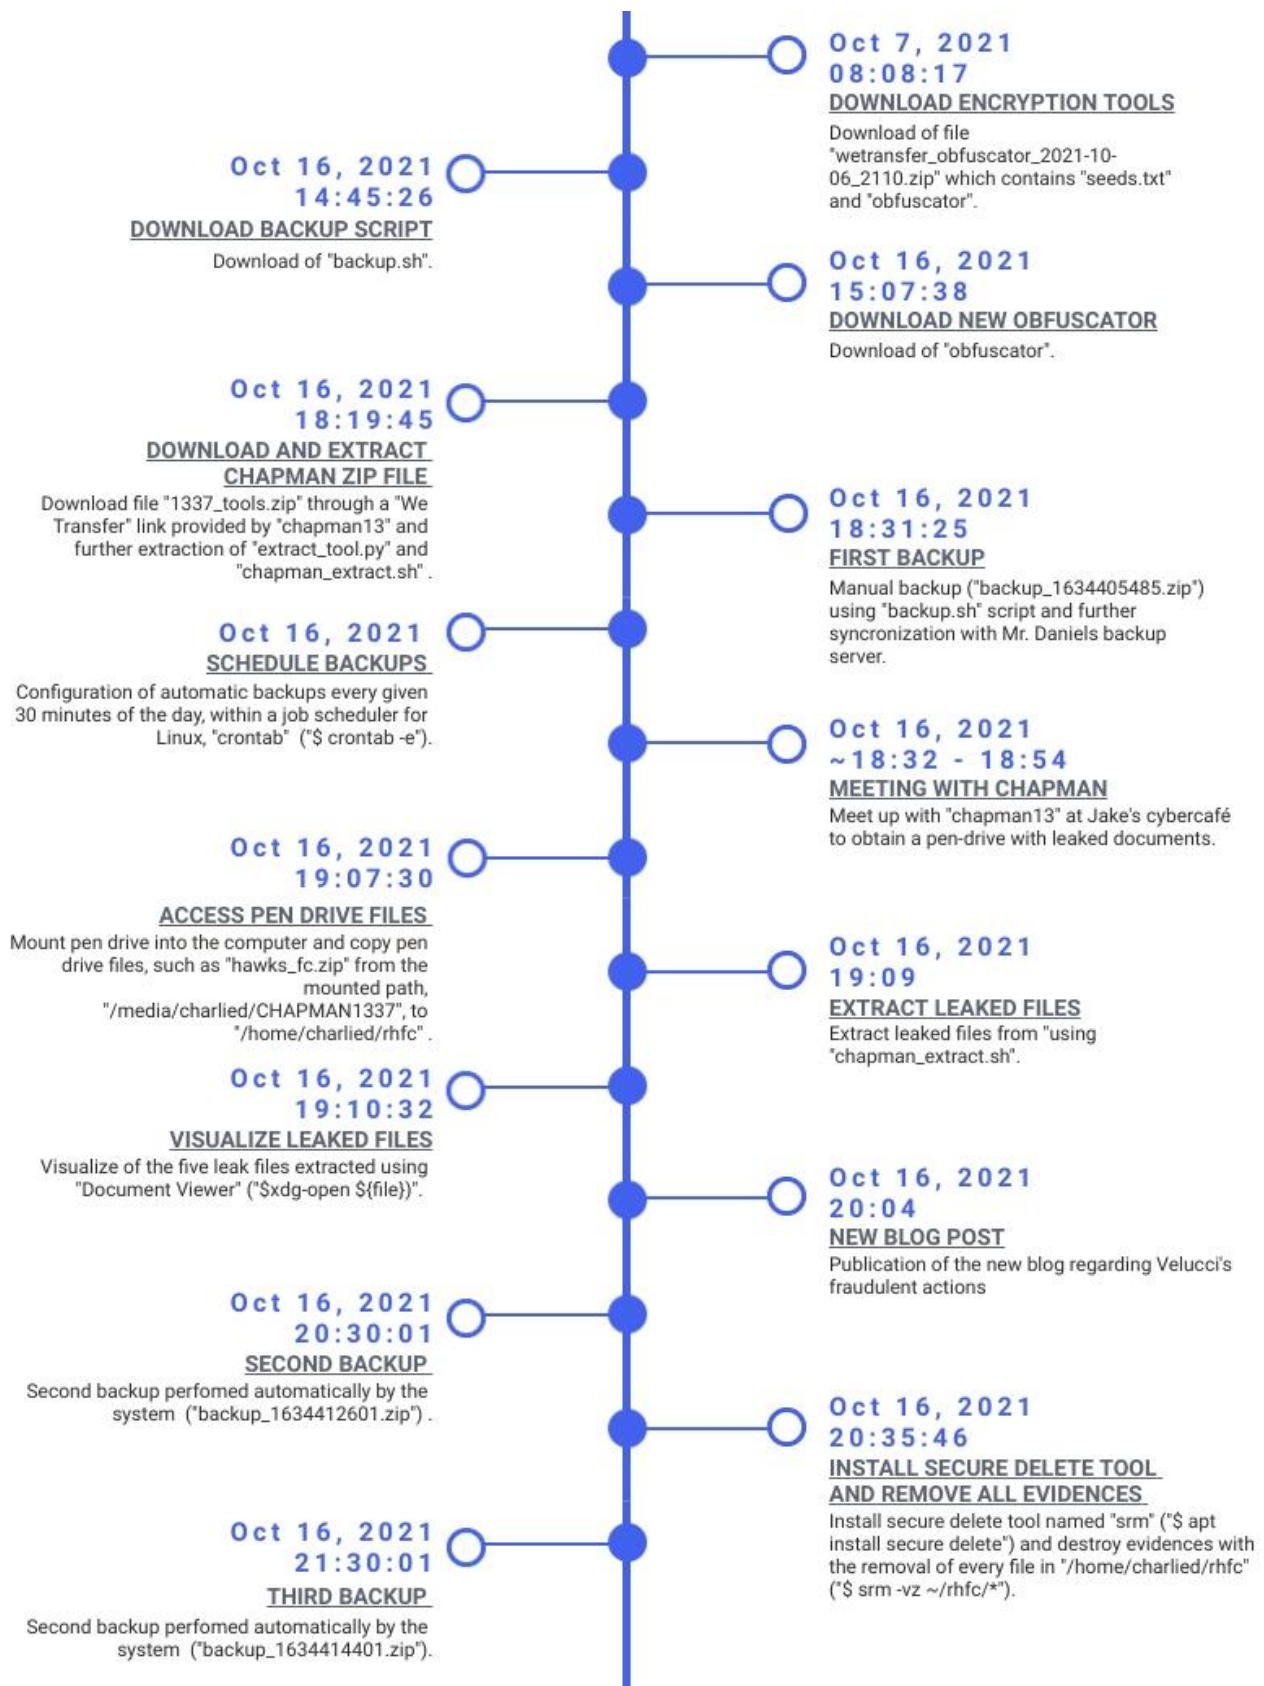 Oct 7, 2021
08:08:17
DOWNLOAD ENCRYPTION TOOLS
Download of file
"wetransfer_obfuscator_2021-10-
06_2110.zip" which contains "seeds.txt"
and "obfuscator".
Oct 16, 2021
14:45:26
DOWNLOAD BACKUP SCRIPT
Download of "backup.sh".
Oct 16, 2021
15:07:38
DOWNLOAD NEW OBFUSCATOR
Download of "obfuscator".
Oct 16, 2021
18:19:45
DOWNLOAD AND EXTRACT
CHAPMAN ZIP FILE
Download file "1337_tools.zip" through a "We
Transfer" link provided by "chapman13" and
further extraction of "extract_tool.py" and
"chapman_extract.sh" .
Oct 16, 2021
18:31:25
FIRST BACKUP
Manual backup ("backup_1634405485.zip")
using "backup.sh" script and further
syncronization with Mr. Daniels backup
server.
Oct 16, 2021
SCHEDULE BACKUPS
Configuration of automatic backups every given
30 minutes of the day, within a job scheduler for
Linux, "crontab"  ("$ crontab -e").
Oct 16, 2021
~18:32 - 18:54
MEETING WITH CHAPMAN
Meet up with "chapman13" at Jake's cybercafé
to obtain a pen-drive with leaked documents.
Oct 16, 2021
19:07:30
ACCESS PEN DRIVE FILES
Mount pen drive into the computer and copy pen
drive files, such as "hawks_fc.zip" from the
mounted path,
"/media/charlied/CHAPMAN1337", to
"/home/charlied/rhfc" .
Oct 16, 2021
19:09
EXTRACT LEAKED FILES
Extract leaked files from "using
"chapman_extract.sh".
Oct 16, 2021
19:10:32
VISUALIZE LEAKED FILES
Visualize of the five leak files extracted using
"Document Viewer" ("$xdg-open ${file})".
Oct 16, 2021
20:04
NEW BLOG POST
Publication of the new blog regarding Velucci's
fraudulent actions
Oct 16, 2021
20:30:01
SECOND BACKUP
Second backup perfomed automatically by the
system  ("backup_1634412601.zip") .
Oct 16, 2021
20:35:46
INSTALL SECURE DELETE TOOL
AND REMOVE ALL EVIDENCES
Install secure delete tool named "srm" ("$ apt
install secure delete") and destroy evidences with
the removal of every file in "/home/charlied/rhfc"
("$ srm -vz ~/rhfc/*").
Oct 16, 2021
21:30:01
THIRD BACKUP
Second backup perfomed automatically by the
system  ("backup_1634414401.zip").